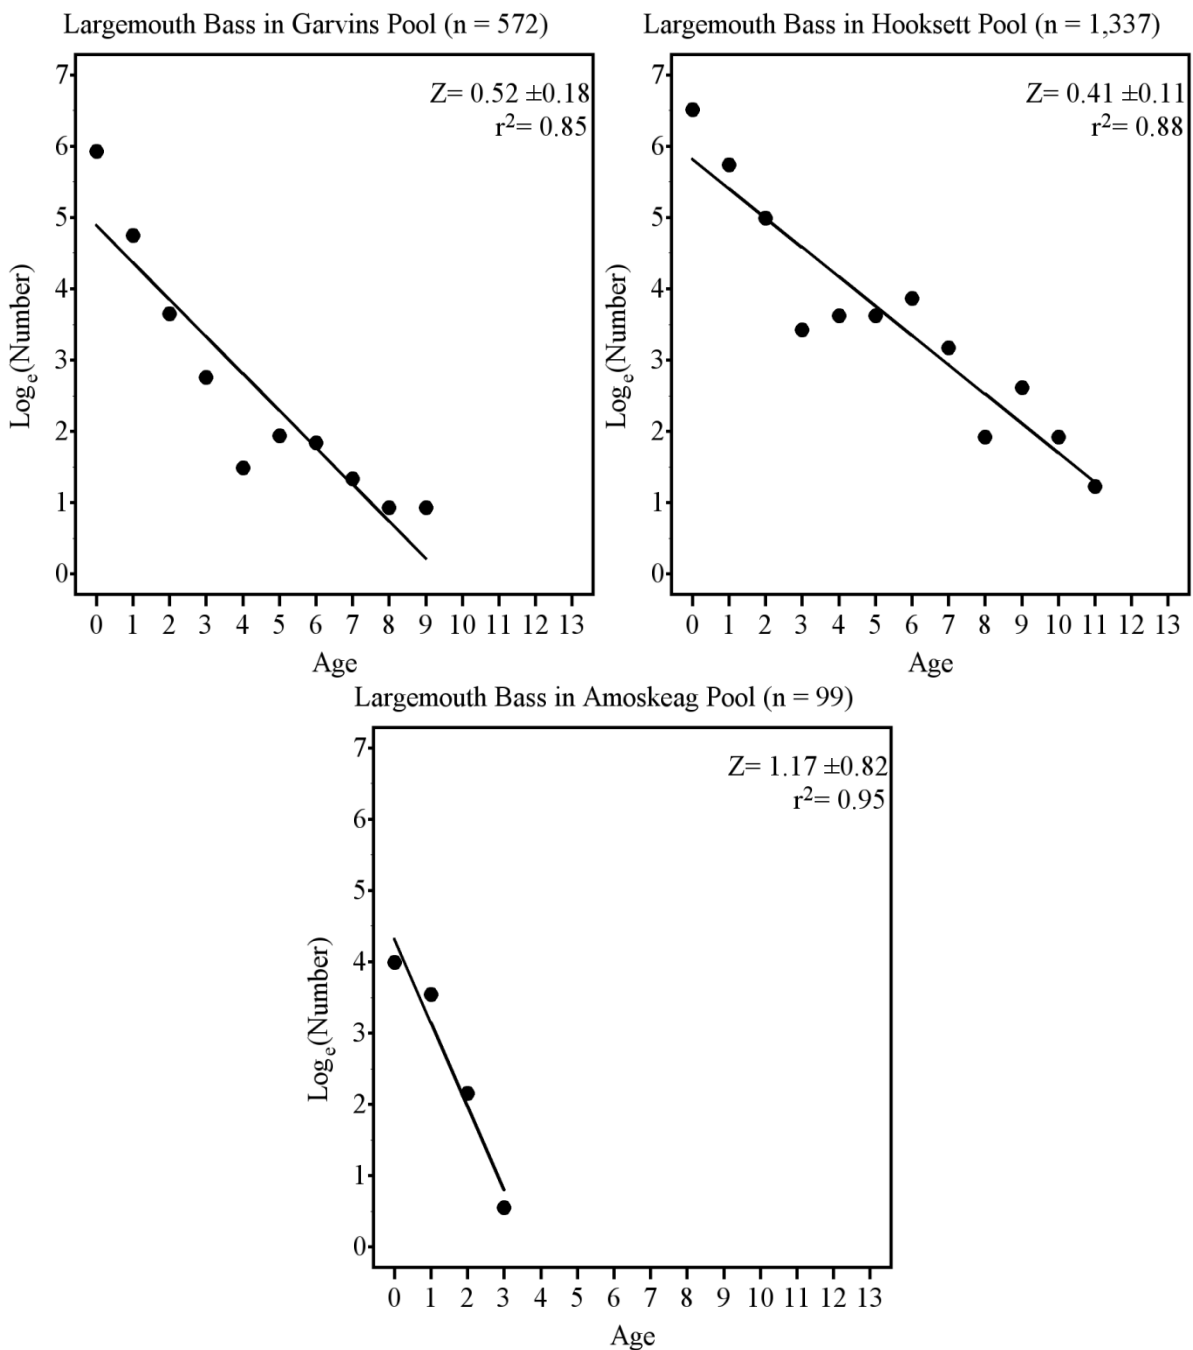 Largemouth Bass in Garvins Pool (n = 572)
Z= 0.52 ±0.18
r2= 0.85
7
6
5
4
3
2
1
0
Loge(Number)
0 1 2 3 4 5 6 7 8 9 10 11 12 13
Age
Largemouth Bass in Hooksett Pool (n = 1,337)
Z= 0.41 ±0.11
r2= 0.88
7
6
5
4
3
2
1
0
Loge(Number)
0 1 2 3 4 5 6 7 8 9 10 11 12 13
Age
Largemouth Bass in Amoskeag Pool (n = 99)
Z= 1.17 ±0.82
r2= 0.95
7
6
5
4
3
2
1
0
Loge(Number)
0 1 2 3 4 5 6 7 8 9 10 11 12 13
Age